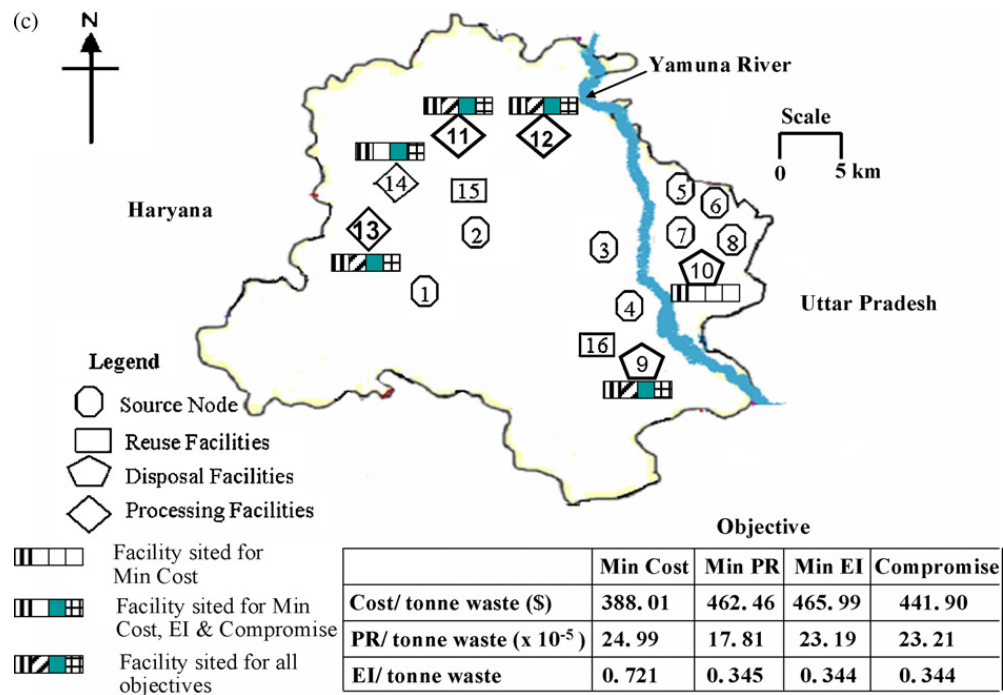 (c)
N
Yamuna River
Scale
0 5 km
11
12
14
15
13
2
1
3
4
5
6
7
8
10
16
9
Haryana
Uttar Pradesh
Legend
Source Node
Reuse Facilities
Disposal Facilities
Processing Facilities
Facility sited for
Min Cost
Facility sited for Min
Cost, EI & Compromise
Facility sited for all
objectives
Objective
Min Cost Min PR Min EI Compromise
Cost/ tonne waste ($) 388.01 462.46 465.99 441.90
PR/ tonne waste (x 10⁻⁵) 24.99 17.81 23.19 23.21
EI/ tonne waste 0.721 0.345 0.344 0.344